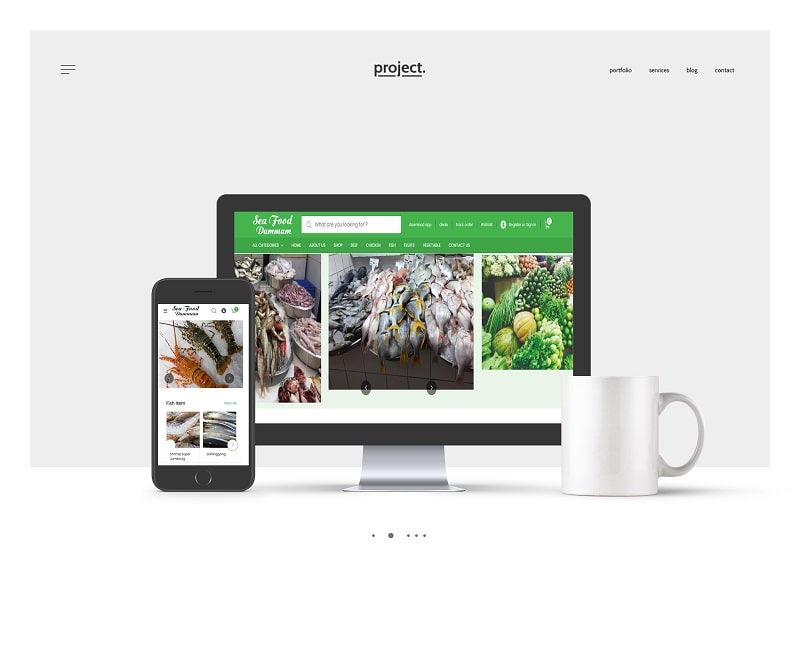 project.
portfolio services blog contact
Sea Food
Dammam
What are you looking for ?
download app deals track order Wishlist Register or Sign in
0
ALL CATEGORIES HOME ABOUT US SHOP BEEF CHICKEN FISH FRUITS VEGETABLE CONTACT US
Sea Food
Dammam
Fish Item
View All
Shrimp super
Jumbong